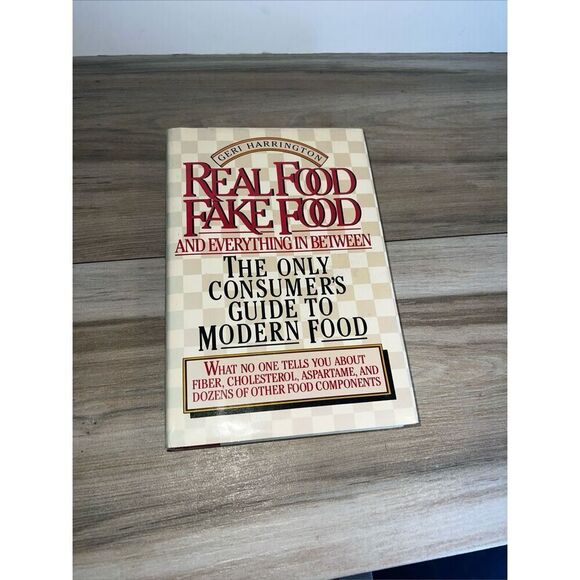 GERI HARRINGTON
REAL FOOD
FAKE FOOD
AND EVERYTHING IN BETWEEN
THE ONLY
CONSUMER'S
GUIDE TO
MODERN FOOD
WHAT NO ONE TELLS YOU ABOUT
FIBER, CHOLESTEROL, ASPARTAME, AND
DOZENS OF OTHER FOOD COMPONENTS